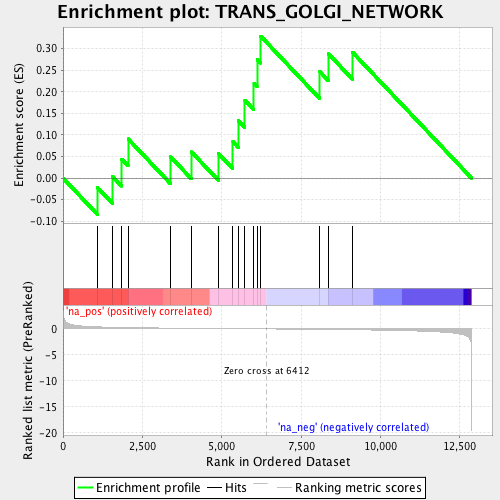 Enrichment plot: TRANS_GOLGI_NETWORK
Enrichment score (ES)
0.30
0.25
0.20
0.15
0.10
0.05
0.00
-0.05
-0.10
'na_pos' (positively correlated)
Ranked list metric (PreRanked)
0
-5
-10
-15
-20
Zero cross at 6412
'na_neg' (negatively correlated)
0 2,500 5,000 7,500 10,000 12,500
Rank in Ordered Dataset
Enrichment profile Hits Ranking metric scores